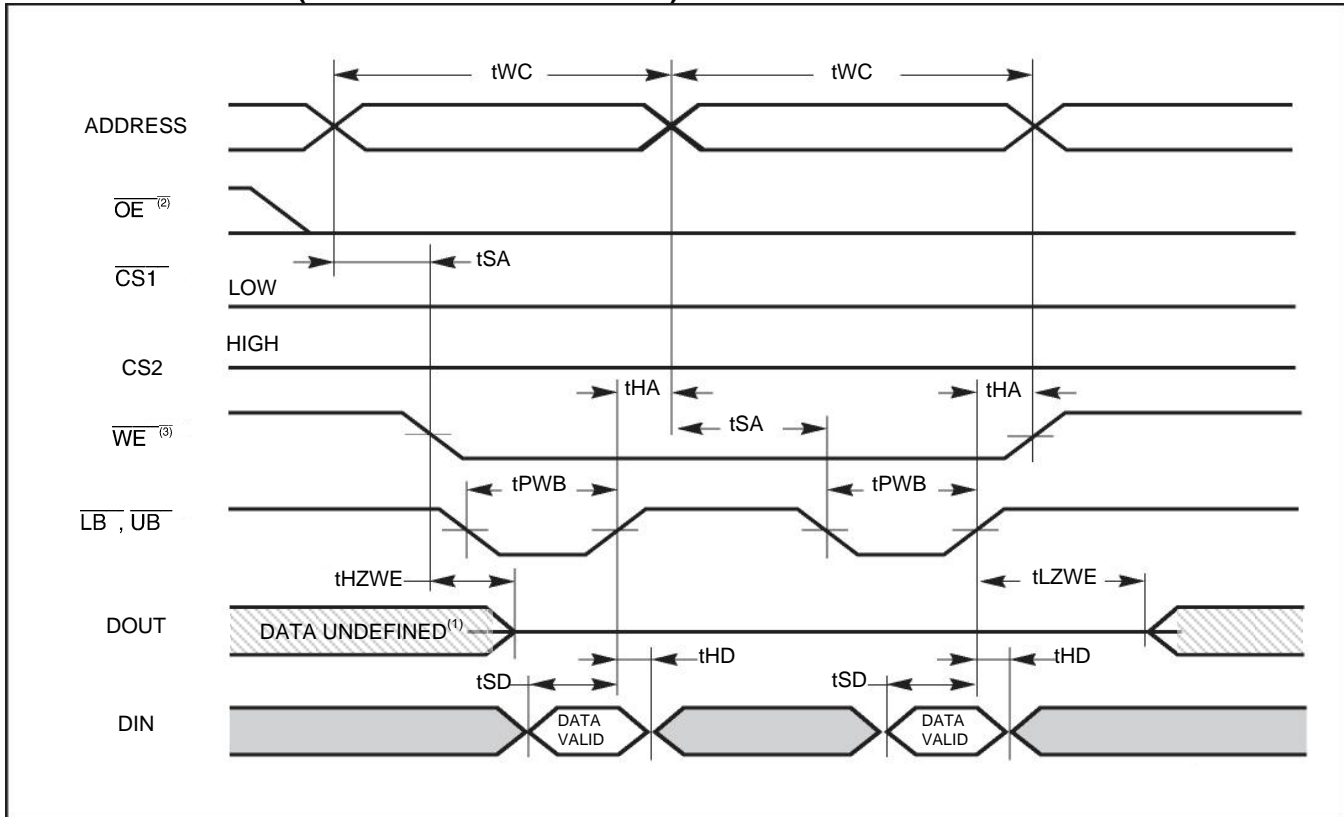 tWC tWC
ADDRESS
OE (2)
tSA
CS1
LOW
HIGH
CS2
tHA tHA
tSA
WE (3)
tPWB tPWB
LB , UB
tHZWE tLZWE
DOUT DATA UNDEFINED(1)
tHD tHD
tSD tSD
DIN DATA VALID DATA VALID